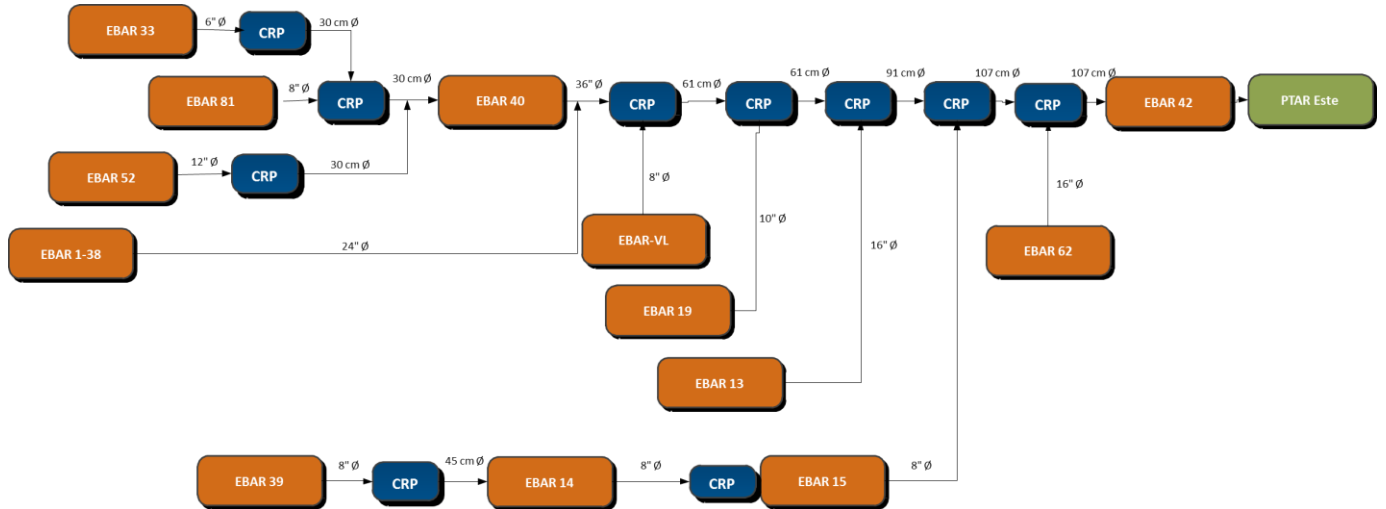 EBAR 33
6" Ø
CRP
30 cm Ø
EBAR 81
8" Ø
CRP
30 cm Ø
EBAR 40
36" Ø
CRP
61 cm Ø
CRP
61 cm Ø
CRP
91 cm Ø
CRP
107 cm Ø
CRP
107 cm Ø
EBAR 42
PTAR Este
EBAR 52
12" Ø
CRP
30 cm Ø
8" Ø
16" Ø
EBAR 1-38
24" Ø
EBAR-VL
10" Ø
16" Ø
EBAR 62
EBAR 19
EBAR 13
EBAR 39
8" Ø
CRP
45 cm Ø
EBAR 14
8" Ø
CRP
EBAR 15
8" Ø